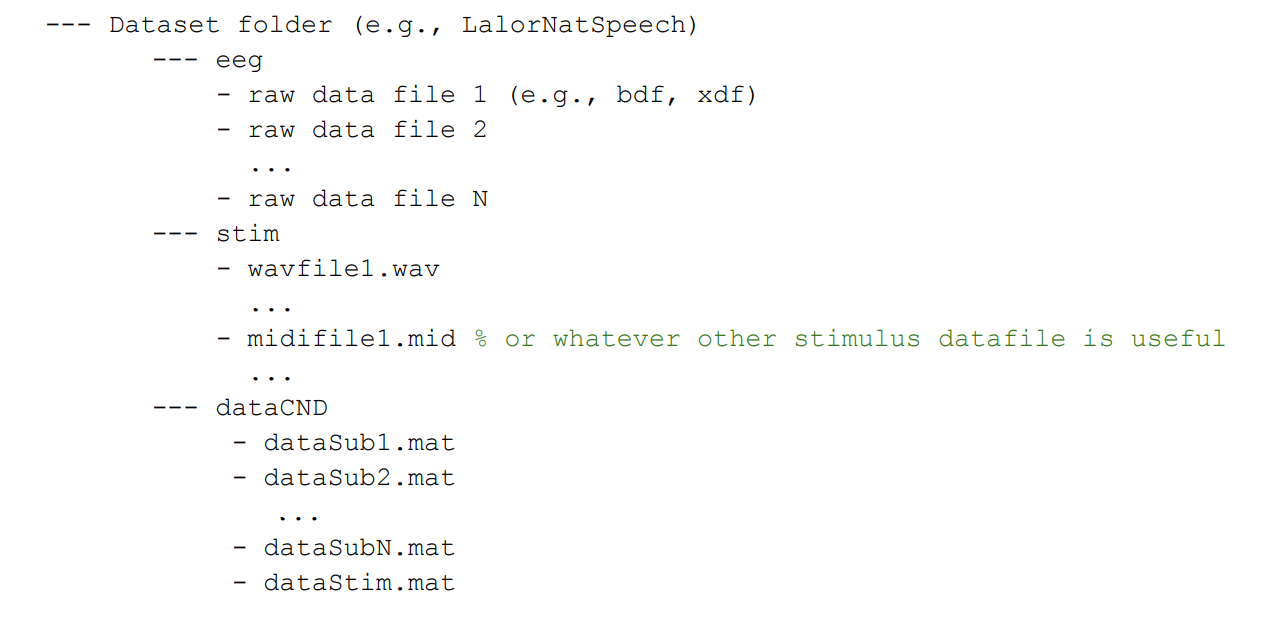 --- Dataset folder (e.g., LalorNatSpeech)
--- eeg
- raw data file 1 (e.g., bdf, xdf)
- raw data file 2
...
- raw data file N
--- stim
- wavfile1.wav
...
- midifile1.mid % or whatever other stimulus datafile is useful
...
--- dataCND
- dataSub1.mat
- dataSub2.mat
...
- dataSubN.mat
- dataStim.mat